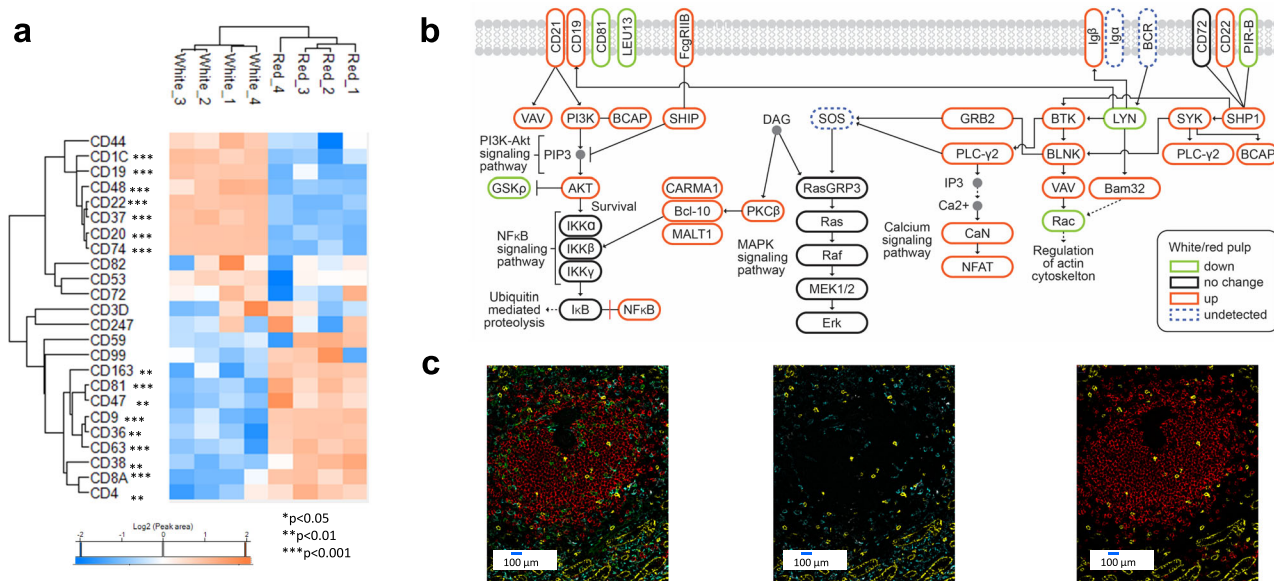 a
White_3
White_2
White_1
White_4
Red_4
Red_3
Red_2
Red_1
CD44
CD1C ***
CD19 ***
CD48 ***
CD22 ***
CD37 ***
CD20 ***
CD74 ***
CD82
CD53
CD72
CD3D
CD247
CD59
CD99
CD163 **
CD81 ***
CD47 **
CD9 ***
CD36 **
CD63 ***
CD38 **
CD8A ***
CD4 **
Log2 (Peak area)
-2 -1 0 1 2
-2 -1 0 1 2
*p<0.05
**p<0.01
***p<0.001
b
CD21
CD19
CD81
LEU13
FcgRIIB
Igβ
Igα
BCR
CD72
CD22
PIR-B
VAV
PI3K
BCAP
SHIP
DAG
SOS
GRB2
BTK
LYN
SYK
SHP1
PI3K-Akt
signaling
pathway
PIP3
PLC-γ2
BLNK
PLC-γ2
BCAP
GSKρ
AKT
CARMA1
RasGRP3
IP3
VAV
Bam32
Survival
Bcl-10
PKCβ
Ca2+
IKKα
Ras
Rac
NFκB
signaling
pathway
IKKβ
MALT1
MAPK
signaling
pathway
Raf
Calcium
signaling
pathway
CaN
Regulation
of actin
cytoskelton
IKKγ
NFAT
MEK1/2
Ubiquitin
mediated
proteolysis
IκB
NFκB
Erk
White/red pulp
down
no change
up
undetected
c
100 μm
100 μm
100 μm